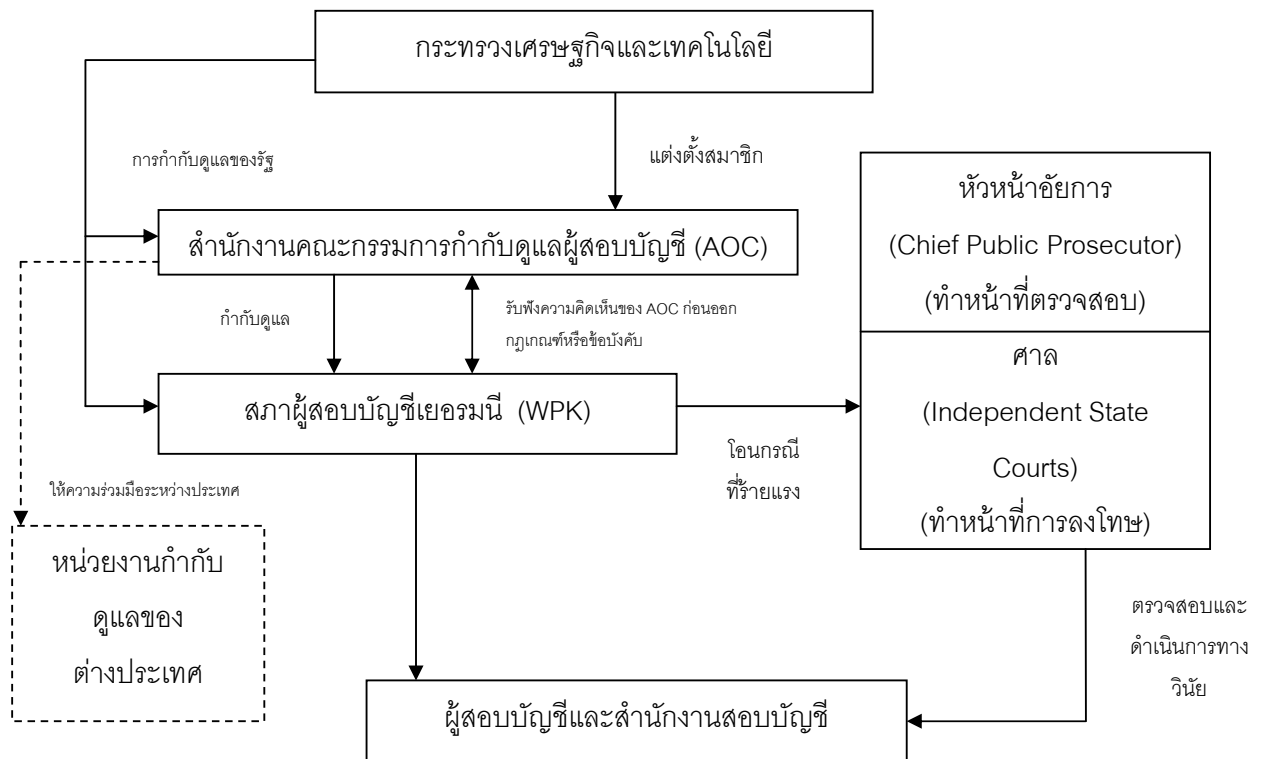 กระทรวงเศรษฐกิจและเทคโนโลยี
การกำกับดูแลของรัฐ
แต่งตั้งสมาชิก
สำนักงานคณะกรรมการกำกับดูแลผู้สอบบัญชี (AOC)
หัวหน้าอัยการ
(Chief Public Prosecutor)
(ทำหน้าที่ตรวจสอบ)
กำกับดูแล
รับฟังความคิดเห็นของ AOC ก่อนออก
กฎเกณฑ์หรือข้อบังคับ
สภาผู้สอบบัญชีเยอรมนี (WPK)
โอนกรณี
ที่ร้ายแรง
ศาล
(Independent State
Courts)
(ทำหน้าที่การลงโทษ)
ให้ความร่วมมือระหว่างประเทศ
หน่วยงานกำกับ
ดูแลของ
ต่างประเทศ
ตรวจสอบและ
ดำเนินการทาง
วินัย
ผู้สอบบัญชีและสำนักงานสอบบัญชี